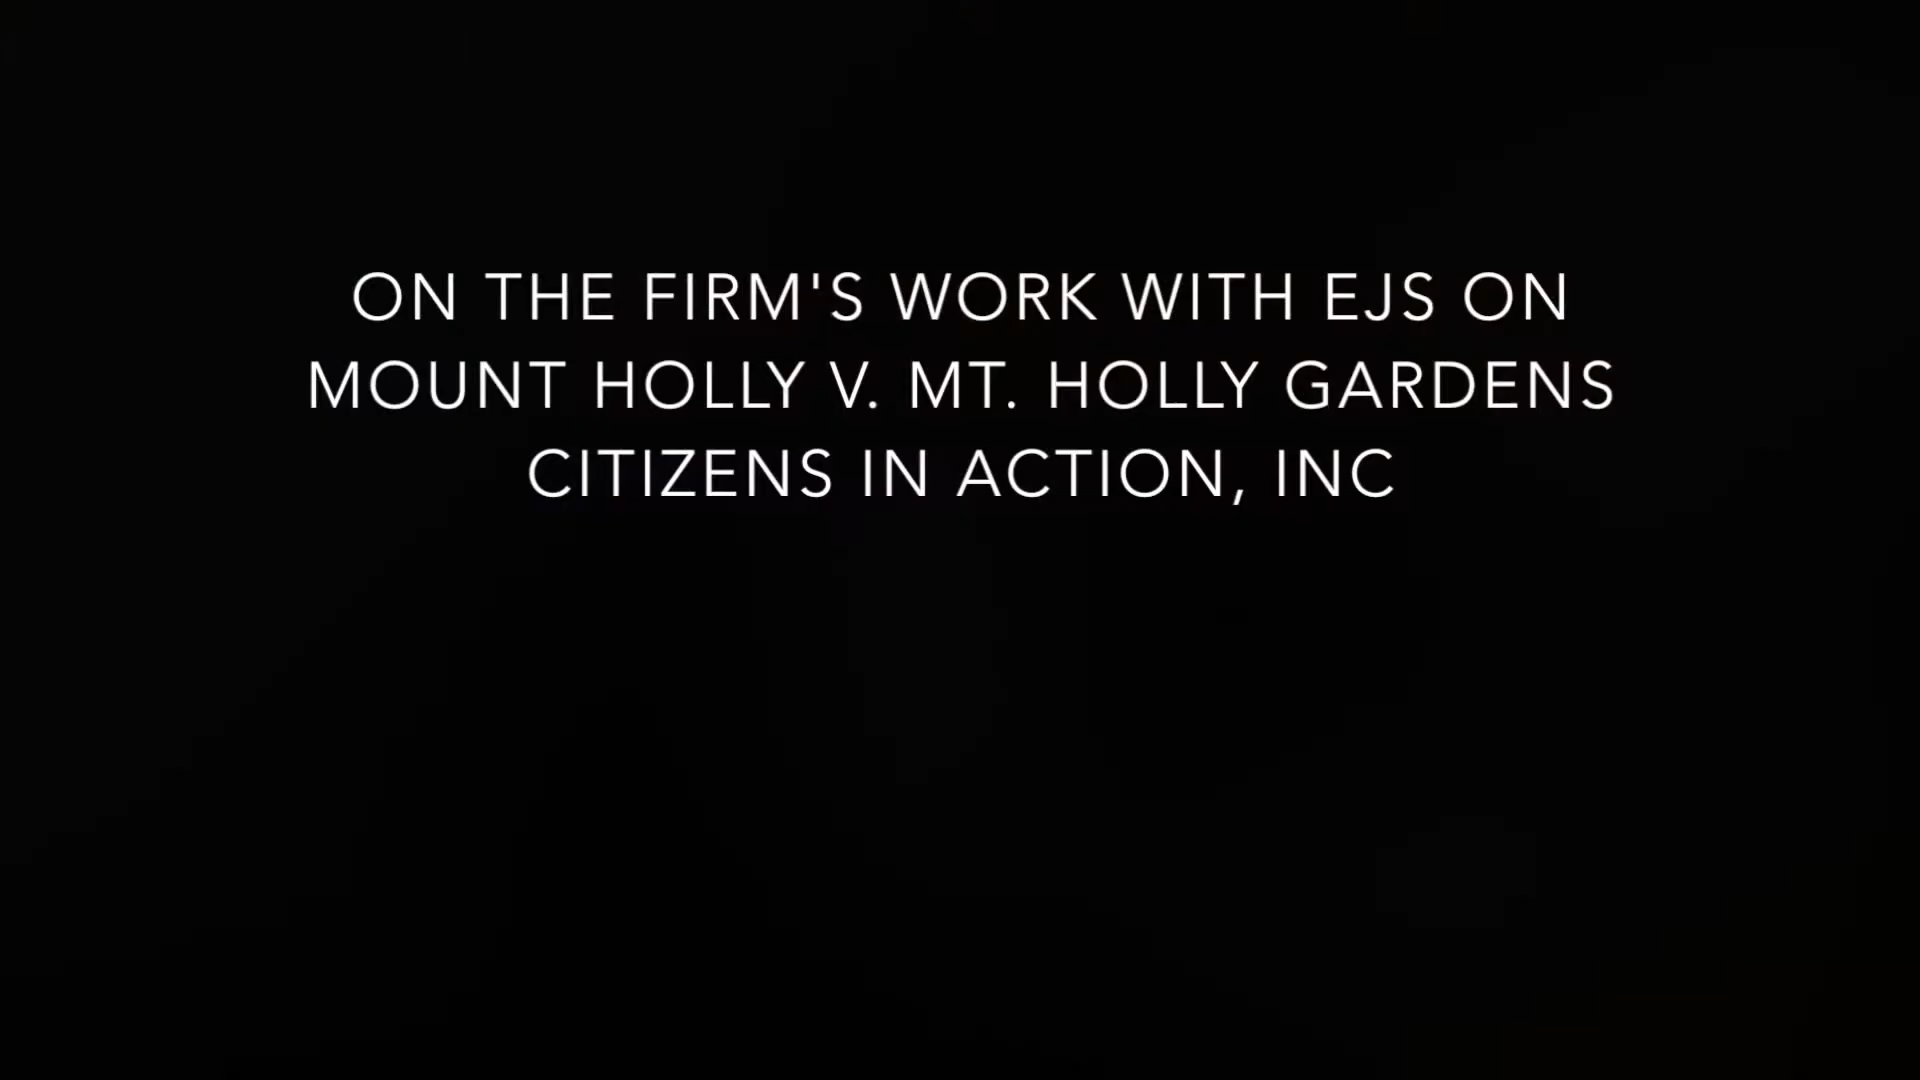 ON THE FIRM'S WORK WITH EJS ON
MOUNT HOLLY V. MT. HOLLY GARDENS
CITIZENS IN ACTION, INC